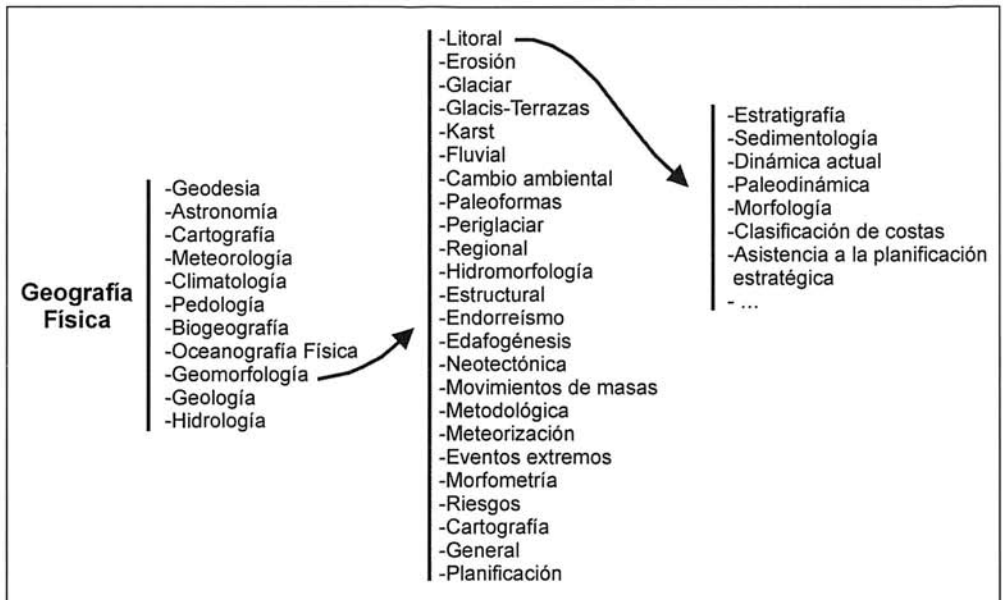 Geografía
Física
-Geodesia
-Astronomía
-Cartografía
-Meteorología
-Climatología
-Pedología
-Biogeografía
-Oceanografía Física
-Geomorfología
-Geología
-Hidrología
-Litoral
-Erosión
-Glaciar
-Glacis-Terrazas
-Karst
-Fluvial
-Cambio ambiental
-Paleoformas
-Periglaciar
-Regional
-Hidromorfología
-Estructural
-Endorreísmo
-Edafogénesis
-Neotectónica
-Movimientos de masas
-Metodológica
-Meteorización
-Eventos extremos
-Morfometría
-Riesgos
-Cartografía
-General
-Planificación
-Estratigrafía
-Sedimentología
-Dinámica actual
-Paleodinámica
-Morfología
-Clasificación de costas
-Asistencia a la planificación
estratégica
- ...